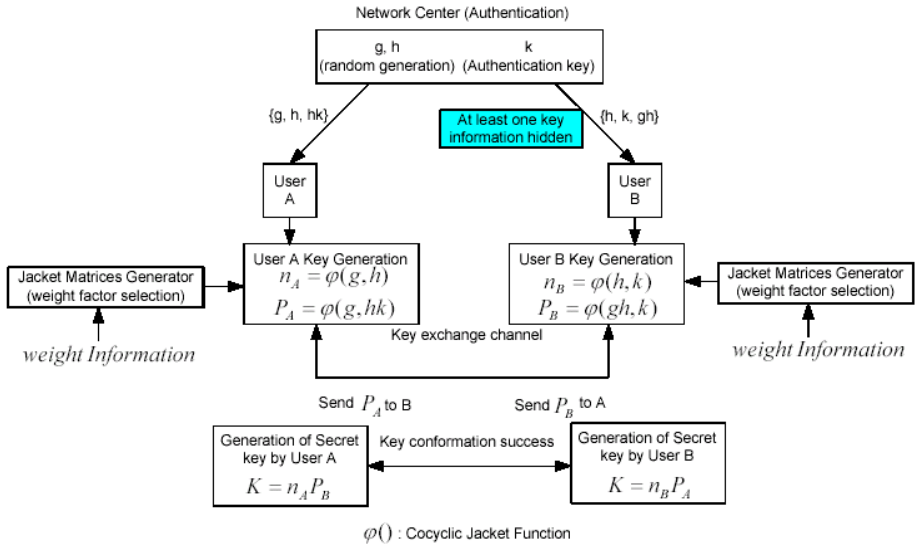 Network Center (Authentication)
g, h
k
(random generation)
(Authentication key)
{g, h, hk}
At least one key
information hidden
{h, k, gh}
User
A
User
B
User A Key Generation
n_A = φ(g, h)
P_A = φ(g, hk)
User B Key Generation
n_B = φ(h, k)
P_B = φ(gh, k)
Jacket Matrices Generator
(weight factor selection)
Jacket Matrices Generator
(weight factor selection)
weight Information
weight Information
Key exchange channel
Send P_A to B
Send P_B to A
Generation of Secret
key by User A
K = n_A P_B
Key conformation success
Generation of Secret
key by User B
K = n_B P_A
φ() : Cocyclic Jacket Function